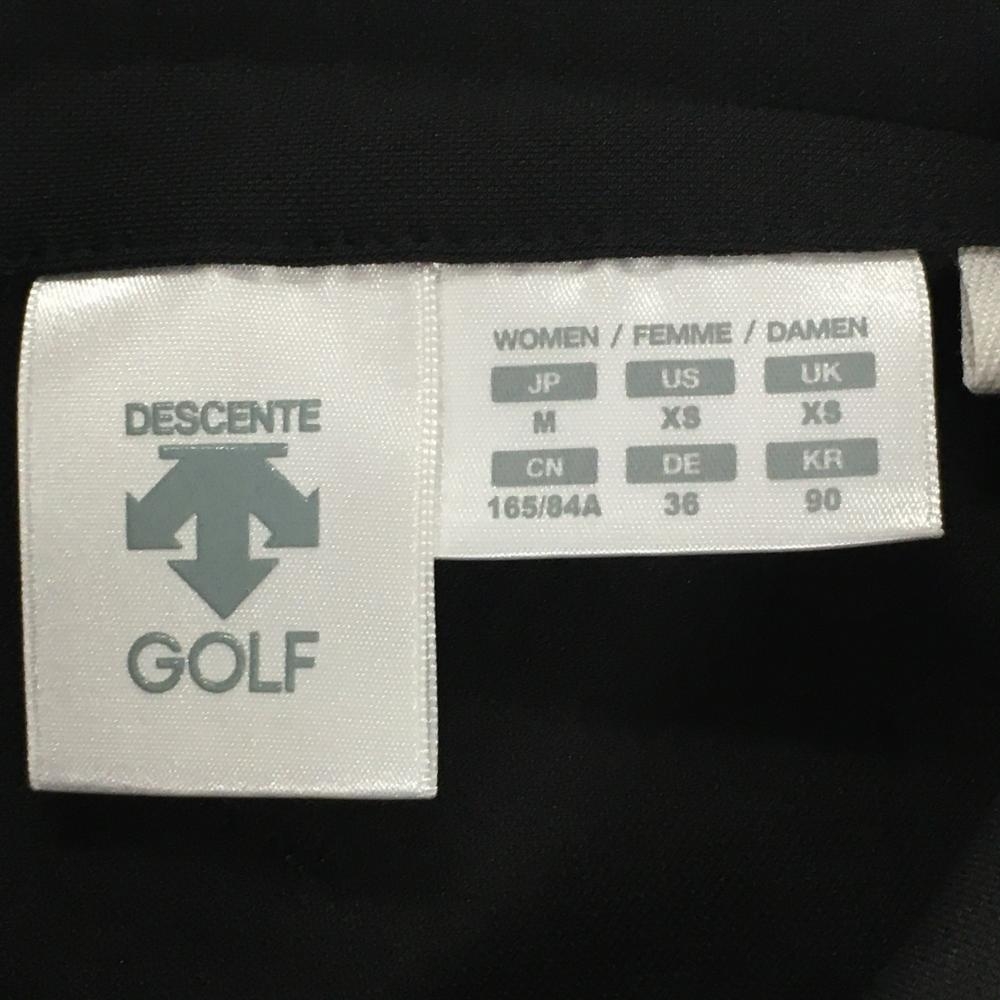 DESCENTE
GOLF
WOMEN / FEMME / DAMEN
JP US UK
M XS XS
CN DE KR
165/84A 36 90